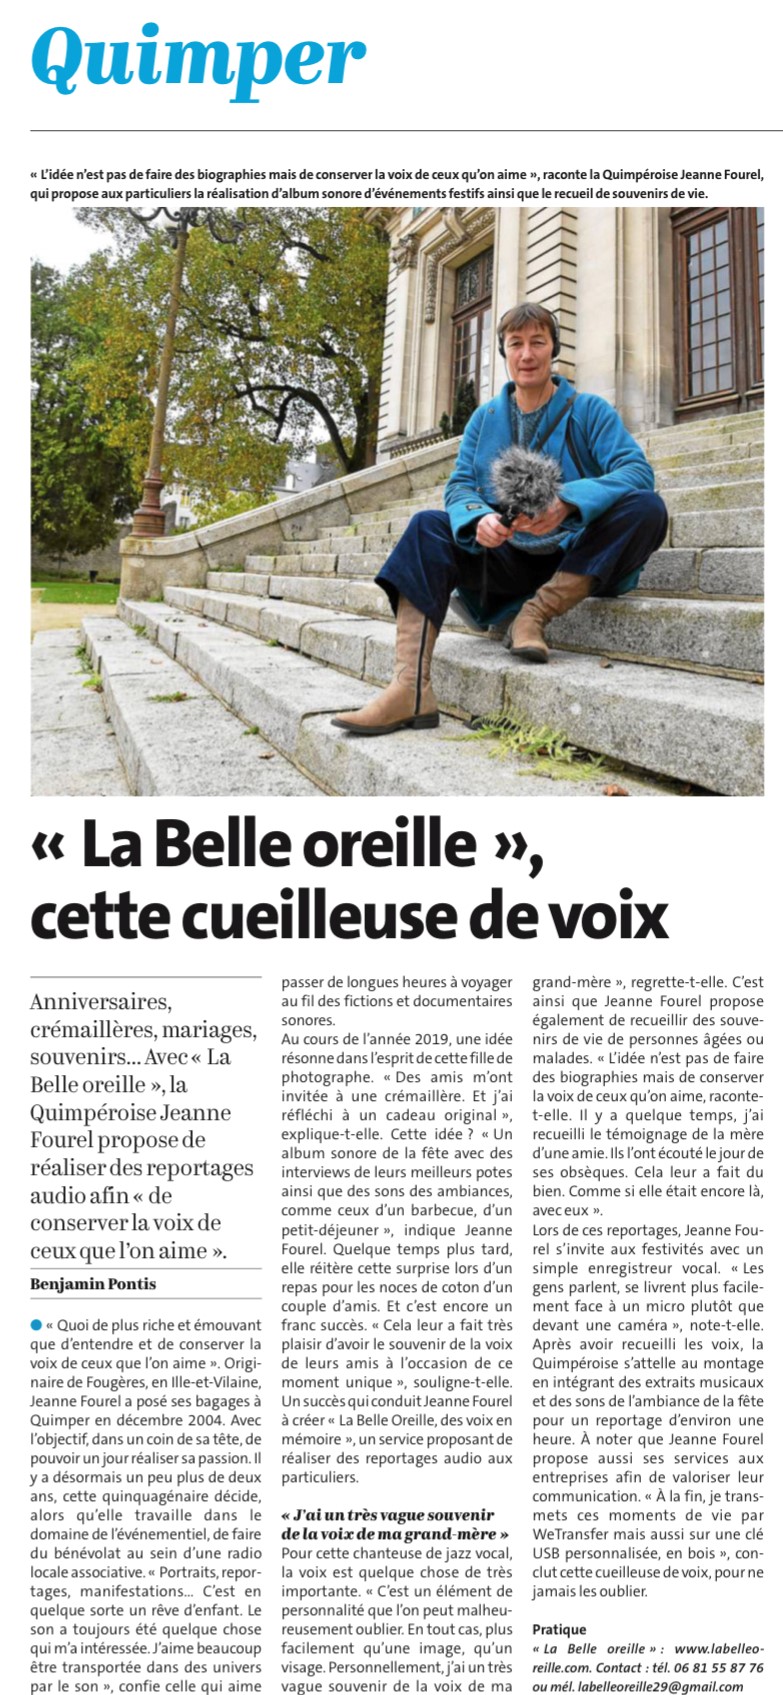 Quimper
« L’idée n’est pas de faire des biographies mais de conserver la voix de ceux qu’on aime », raconte la Quimpéroise Jeanne Fourel,
qui propose aux particuliers la réalisation d’album sonore d’événements festifs ainsi que le recueil de souvenirs de vie.
« La Belle oreille »,
cette cueilleuse de voix
Anniversaires,
crémaillères, mariages,
souvenirs... Avec « La
Belle oreille », la
Quimpéroise Jeanne
Fourel propose de
réaliser des reportages
audio afin « de
conserver la voix de
ceux que l’on aime ».
Benjamin Pontis
● « Quoi de plus riche et émouvant
que d’entendre et de conserver la
voix de ceux que l’on aime ». Origi-
naire de Fougères, en Ille-et-Vilaine,
Jeanne Fourel a posé ses bagages à
Quimper en décembre 2004. Avec
l’objectif, dans un coin de sa tête, de
pouvoir un jour réaliser sa passion. Il
y a désormais un peu plus de deux
ans, cette quinquagénaire décide,
alors qu’elle travaille dans le
domaine de l’événementiel, de faire
du bénévolat au sein d’une radio
locale associative. « Portraits, repor-
tages, manifestations... C’est en
quelque sorte un rêve d’enfant. Le
son a toujours été quelque chose
qui m’a intéressée. J’aime beaucoup
être transportée dans des univers
par le son », confie celle qui aime
passer de longues heures à voyager
au fil des fictions et documentaires
sonores.
Au cours de l’année 2019, une idée
résonne dans l’esprit de cette fille de
photographe. « Des amis m’ont
invitée à une crémaillère. Et j’ai
réfléchi à un cadeau original »,
explique-t-elle. Cette idée ? « Un
album sonore de la fête avec des
interviews de leurs meilleurs potes
ainsi que des sons des ambiances,
comme ceux d’un barbecue, d’un
petit-déjeuner », indique Jeanne
Fourel. Quelque temps plus tard,
elle réitère cette surprise lors d’un
repas pour les noces de coton d’un
couple d’amis. Et c’est encore un
franc succès. « Cela leur a fait très
plaisir d’avoir le souvenir de la voix
de leurs amis à l’occasion de ce
moment unique », souligne-t-elle.
Un succès qui conduit Jeanne Fourel
à créer « La Belle Oreille, des voix en
mémoire », un service proposant de
réaliser des reportages audio aux
particuliers.
« J’ai un très vague souvenir
de la voix de ma grand-mère »
Pour cette chanteuse de jazz vocal,
la voix est quelque chose de très
importante. « C’est un élément de
personnalité que l’on peut malheu-
reusement oublier. En tout cas, plus
facilement qu’une image, qu’un
visage. Personnellement, j’ai un très
vague souvenir de la voix de ma
grand-mère », regrette-t-elle. C’est
ainsi que Jeanne Fourel propose
également de recueillir des souve-
nirs de vie de personnes âgées ou
malades. « L’idée n’est pas de faire
des biographies mais de conserver
la voix de ceux qu’on aime, raconte-
t-elle. Il y a quelque temps, j’ai
recueilli le témoignage de la mère
d’une amie. Ils l’ont écouté le jour de
ses obsèques. Cela leur a fait du
bien. Comme si elle était encore là,
avec eux ».
Lors de ces reportages, Jeanne Fou-
rel s’invite aux festivités avec un
simple enregistreur vocal. « Les
gens parlent, se livrent plus facile-
ment face à un micro plutôt que
devant une caméra », note-t-elle.
Après avoir recueilli les voix, la
Quimpéroise s’attelle au montage
en intégrant des extraits musicaux
et des sons de l’ambiance de la fête
pour un reportage d’environ une
heure. À noter que Jeanne Fourel
propose aussi ses services aux
entreprises afin de valoriser leur
communication. « À la fin, je trans-
mets ces moments de vie par
WeTransfer mais aussi sur une clé
USB personnalisée, en bois », con-
clut cette cueilleuse de voix, pour ne
jamais les oublier.
Pratique
« La Belle oreille » : www.labelleo-
reille.com. Contact : tél. 06 81 55 87 76
ou mél. labelleoreille29@gmail.com